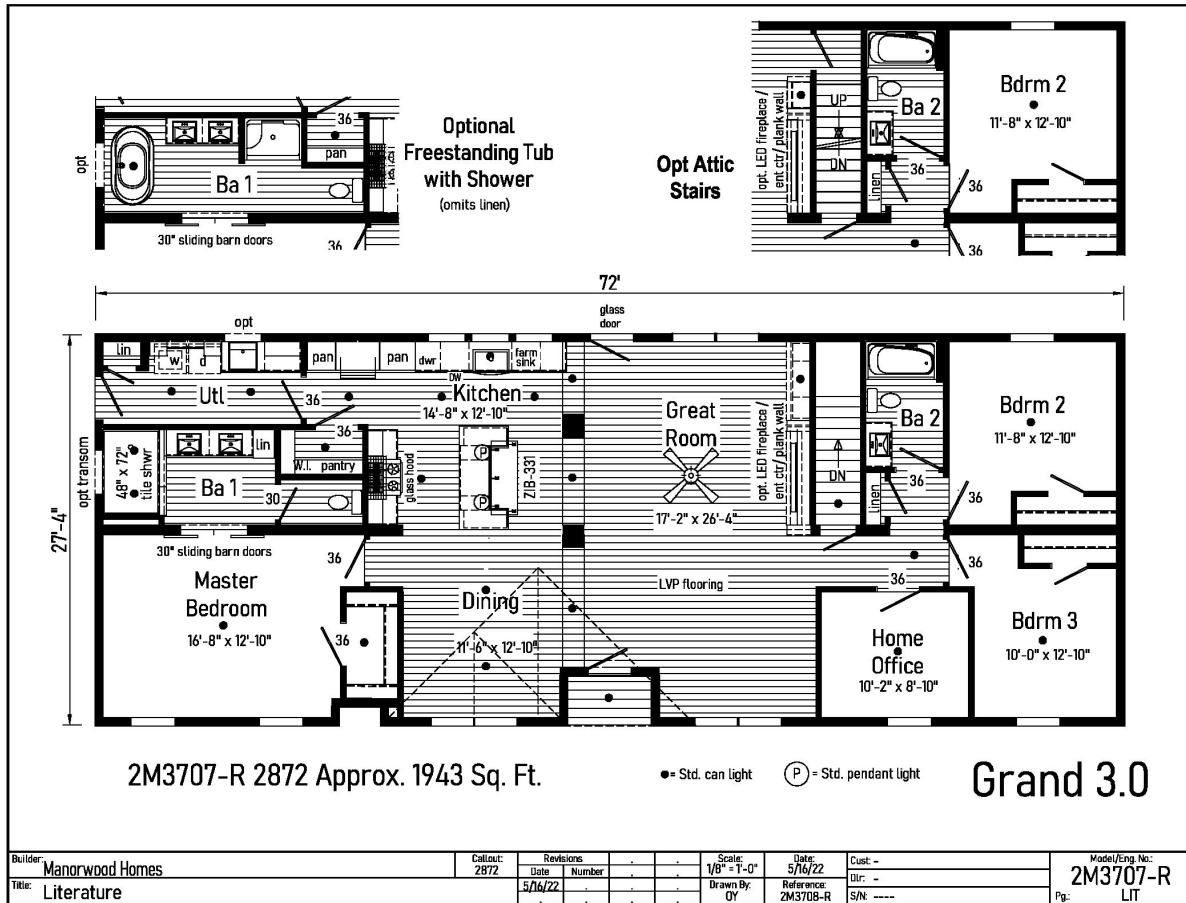 Optional
Freestanding Tub
with Shower
(omits linen)
opt
36
pan
Ba 1
30" sliding barn doors
36
Opt Attic
Stairs
opt. LED fireplace /
ent ctr/ plank wall
UP
DN
Ba 2
linen
36
36
Bdrm 2
11'-8" x 12'-10"
36
72'
27'-4"
opt
glass
door
lin
w
d
pan
pan
dwr
farm
sink
DW
Utl
36
Kitchen
14'-8" x 12'-10"
36
W.I. pantry
opt transom
48" x 72"
tile shwr
lin
Ba 1
30
30" sliding barn doors
glass hood
P
P
ZIB-331
Great
Room
17'-2" x 26'-4"
opt. LED fireplace /
ent ctr/ plank wall
DN
Ba 2
linen
36
36
Bdrm 2
11'-8" x 12'-10"
Master
Bedroom
16'-8" x 12'-10"
36
36
Dining
11'-6" x 12'-10"
LVP flooring
36
Home
Office
10'-2" x 8'-10"
36
Bdrm 3
10'-0" x 12'-10"
2M3707-R 2872 Approx. 1943 Sq. Ft.
= Std. can light
P = Std. pendant light
Grand 3.0
Builder: Manorwood Homes
Title: Literature
Callout:
2872
Revisions
Date Number
5/16/22
Scale:
1/8" = 1'-0"
Drawn By:
OY
Date:
5/16/22
Reference:
2M3708-R
Cust: -
Dlr: -
S/N: ----
Model/Eng. No.:
2M3707-R
Pg.: LIT